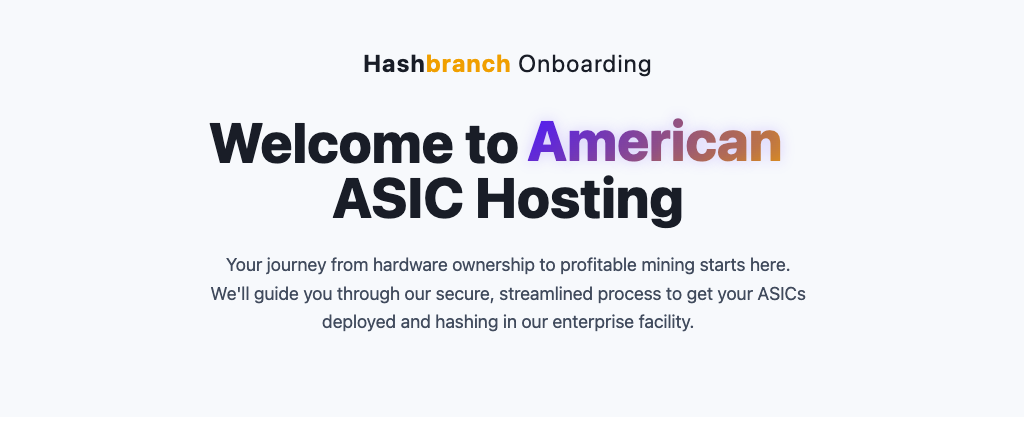 Hashbranch Onboarding
Welcome to American
ASIC Hosting
Your journey from hardware ownership to profitable mining starts here.
We'll guide you through our secure, streamlined process to get your ASICs
deployed and hashing in our enterprise facility.